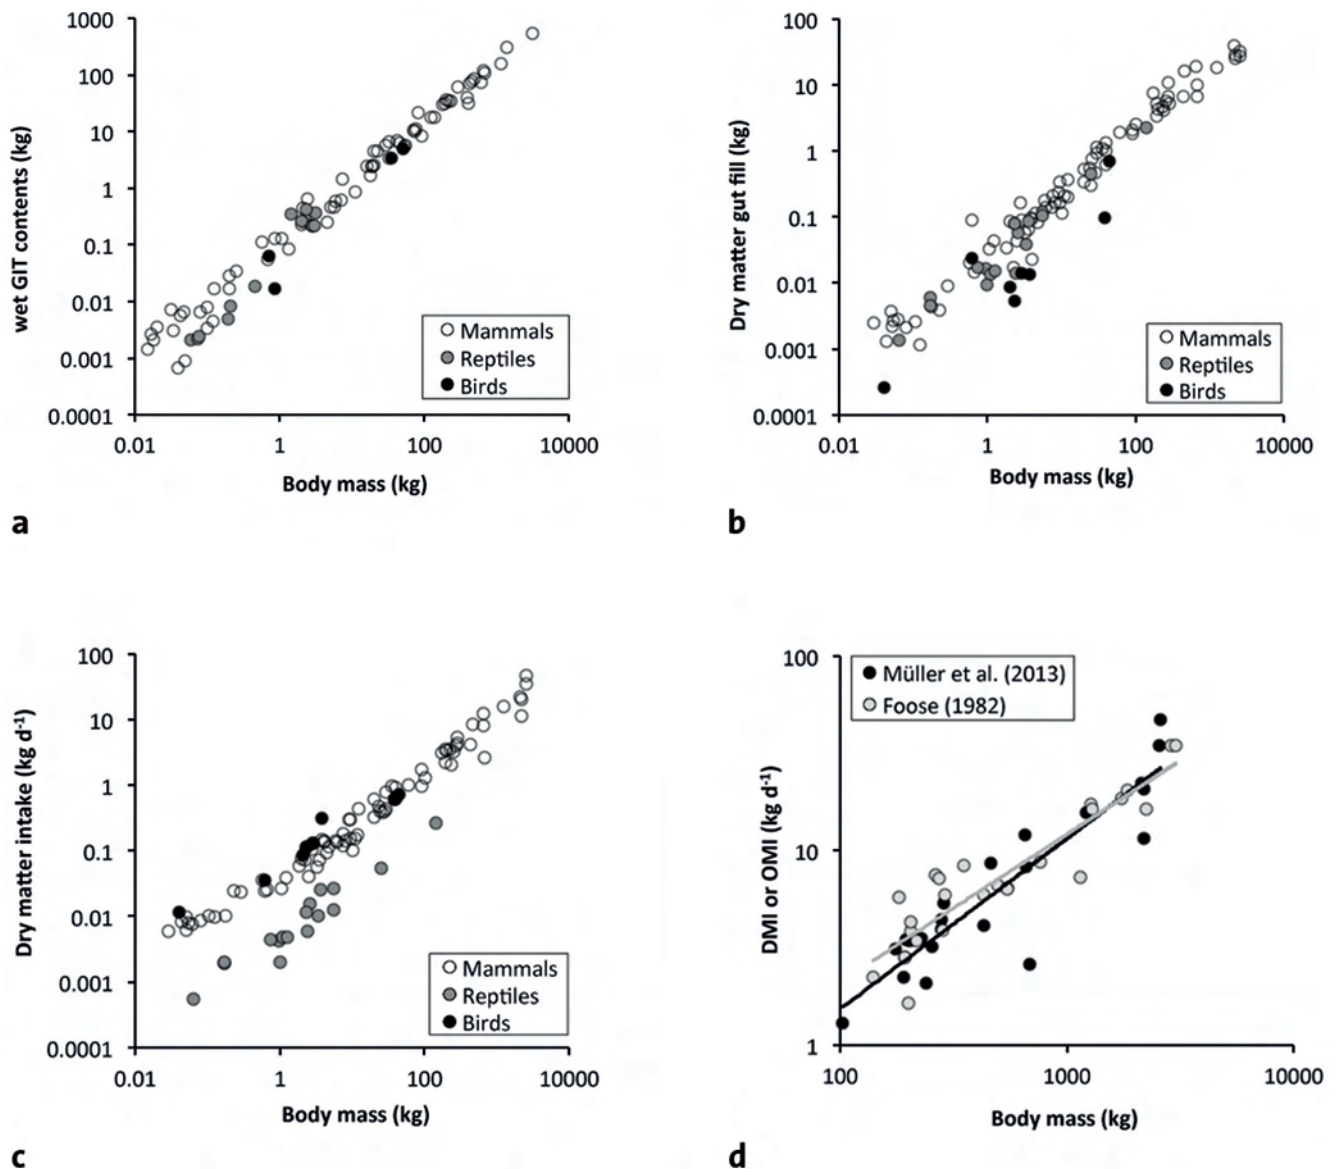 1000
100
10
1
0.1
0.01
0.001
0.0001
wet GIT contents (kg)
Mammals
Reptiles
Birds
0.01 1 100 10000
Body mass (kg)
a
100
10
1
0.1
0.01
0.001
0.0001
Dry matter gut fill (kg)
Mammals
Reptiles
Birds
0.01 1 100 10000
Body mass (kg)
b
100
10
1
0.1
0.01
0.001
0.0001
Dry matter intake (kg d⁻¹)
Mammals
Reptiles
Birds
0.01 1 100 10000
Body mass (kg)
c
100
10
1
DMI or OMI (kg d⁻¹)
Müller et al. (2013)
Foose (1982)
100 1000 10000
Body mass (kg)
d